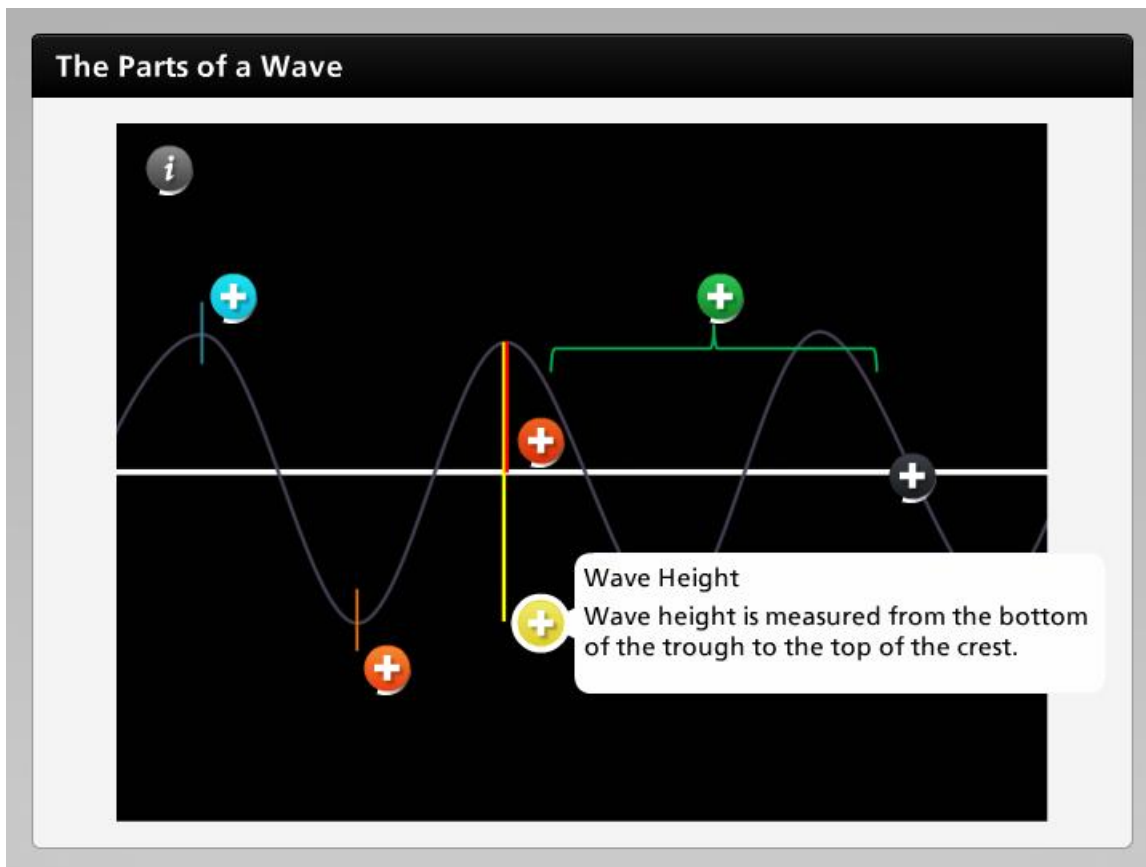 The Parts of a Wave
i
Wave Height
Wave height is measured from the bottom
of the trough to the top of the crest.